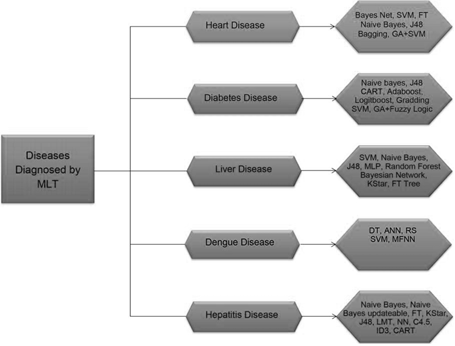 Diseases
Diagnosed by
MLT
Heart Disease
Bayes Net, SVM, FT
Naive Bayes, J48
Bagging, GA+SVM
Diabetes Disease
Naive bayes, J48
CART, Adaboost,
Logitboost, Gradding
SVM, GA+Fuzzy Logic
Liver Disease
SVM, Naive Bayes,
J48, MLP, Random Forest
Bayesian Network,
KStar, FT Tree
Dengue Disease
DT, ANN, RS
SVM, MFNN
Hepatitis Disease
Naive Bayes, Naive
Bayes updateable, FT, KStar,
J48, LMT, NN, C4.5,
ID3, CART